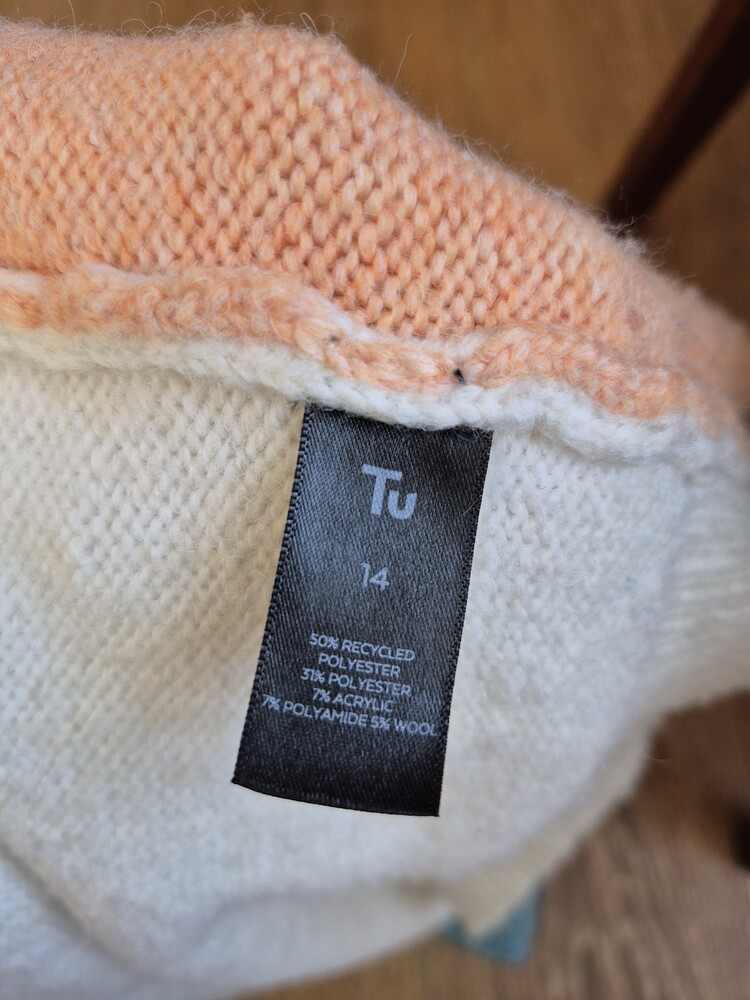 Tu
14
50% RECYCLED
POLYESTER
31% POLYESTER
7% ACRYLIC
7% POLYAMIDE 5% WOOL